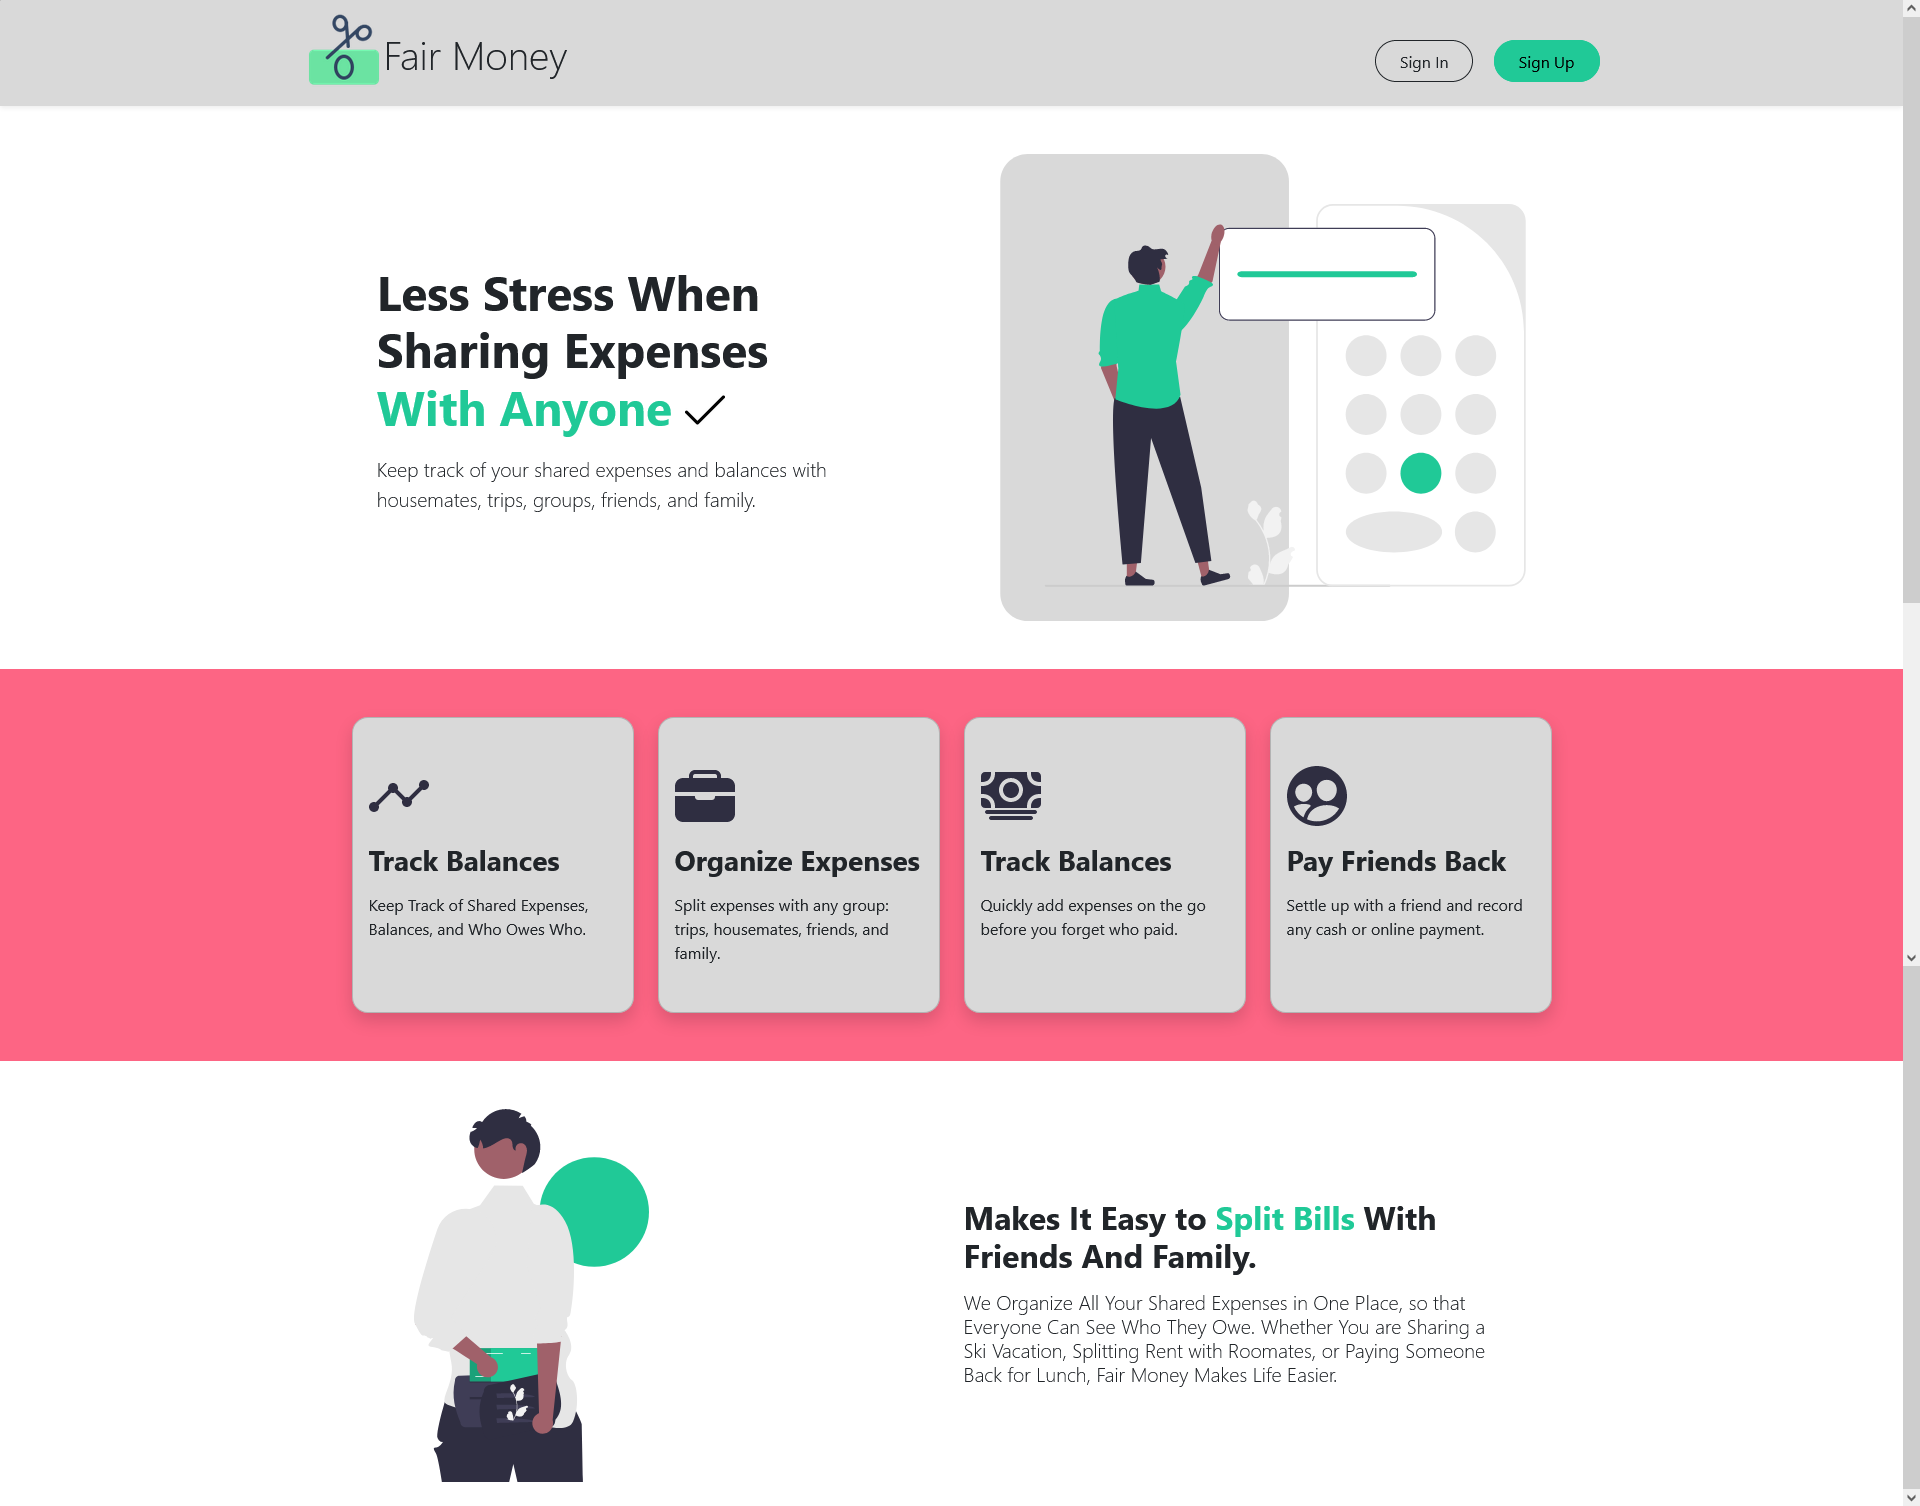 Fair Money
Sign In
Sign Up
Less Stress When
Sharing Expenses
With Anyone
Keep track of your shared expenses and balances with
housemates, trips, groups, friends, and family.
Track Balances
Keep Track of Shared Expenses,
Balances, and Who Owes Who.
Organize Expenses
Split expenses with any group:
trips, housemates, friends, and
family.
Track Balances
Quickly add expenses on the go
before you forget who paid.
Pay Friends Back
Settle up with a friend and record
any cash or online payment.
Makes It Easy to Split Bills With
Friends And Family.
We Organize All Your Shared Expenses in One Place, so that
Everyone Can See Who They Owe. Whether You are Sharing a
Ski Vacation, Splitting Rent with Roomates, or Paying Someone
Back for Lunch, Fair Money Makes Life Easier.